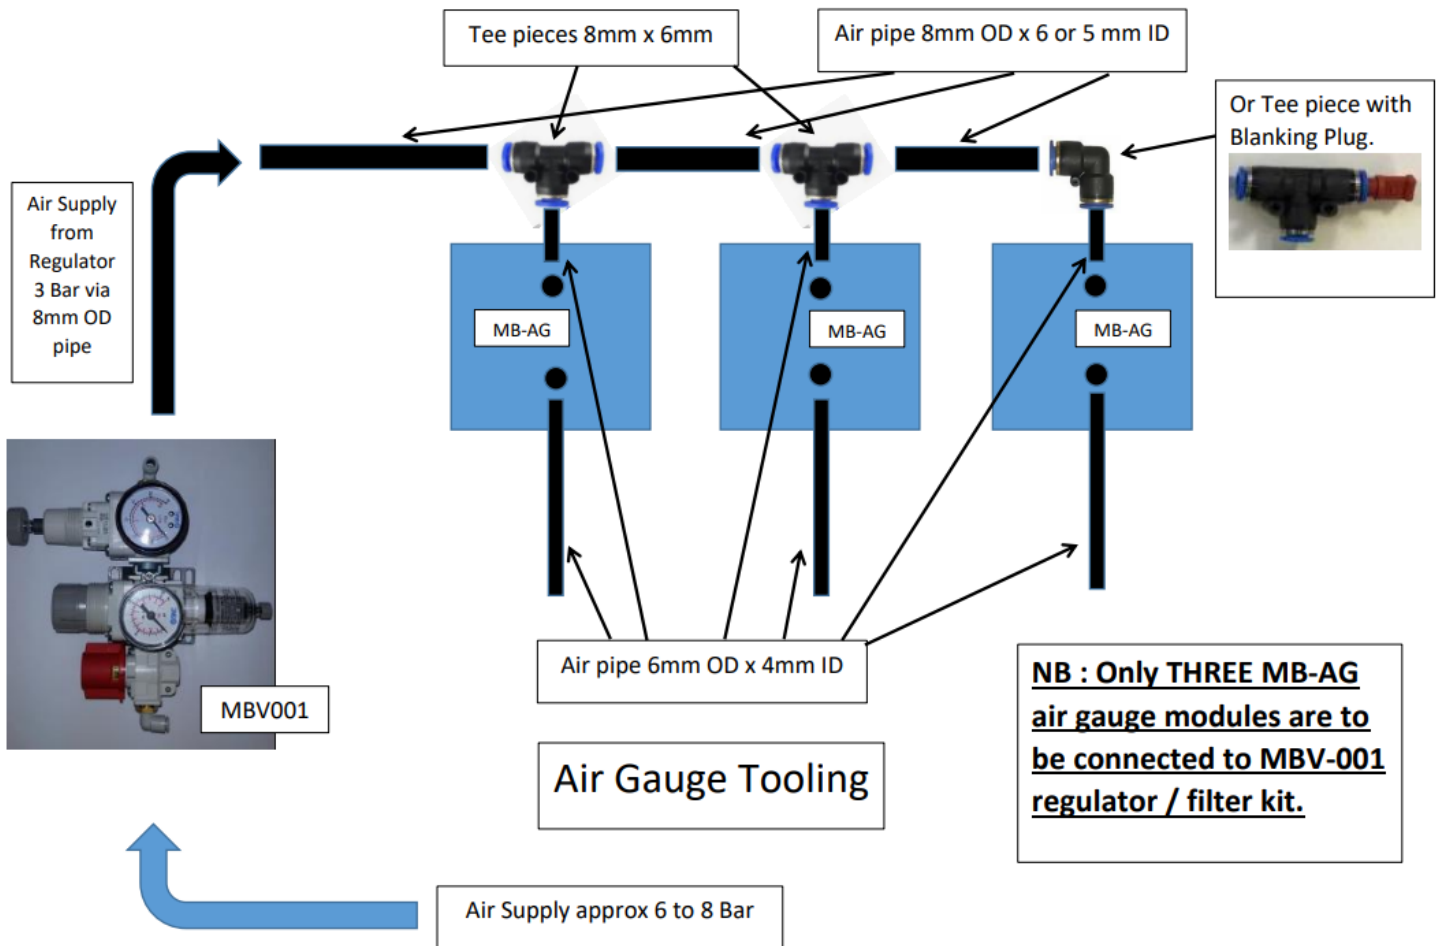 Tee pieces 8mm x 6mm
Air pipe 8mm OD x 6 or 5 mm ID
Or Tee piece with
Blanking Plug.
Air Supply
from
Regulator
3 Bar via
8mm OD
pipe
MB-AG
MB-AG
MB-AG
MBV001
Air pipe 6mm OD x 4mm ID
Air Gauge Tooling
NB : Only THREE MB-AG
air gauge modules are to
be connected to MBV-001
regulator / filter kit.
Air Supply approx 6 to 8 Bar